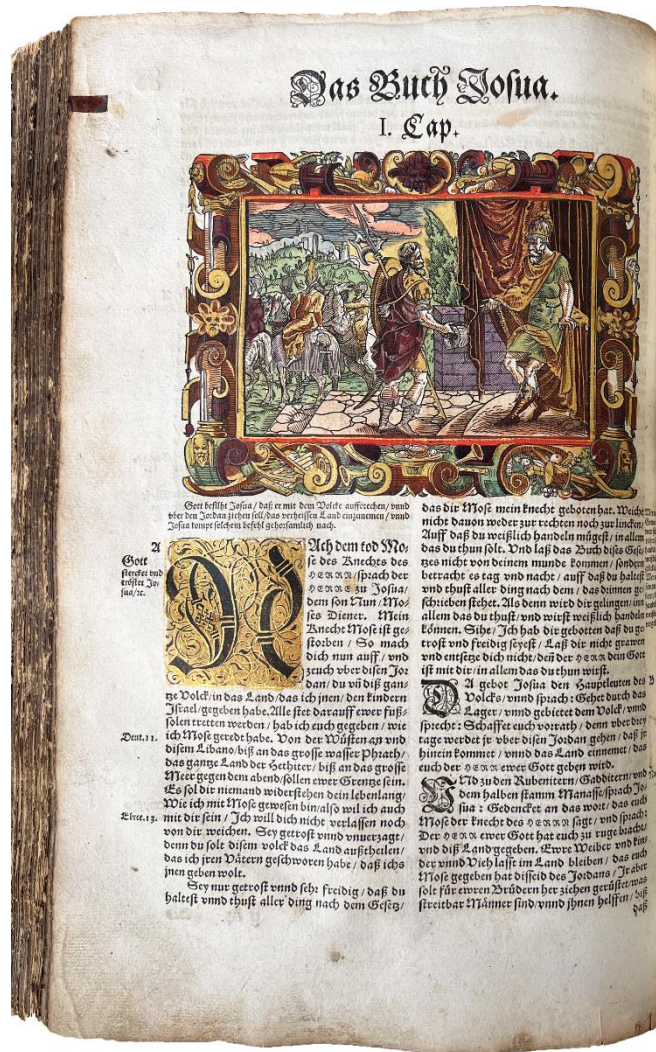 Das Buch Josua.
I. Cap.
Gott befilht Josua / daß er mit dem Volcke auffbrechen / vnnd
vber den Jordan ziehen soll / das verheissen Land einzunemen / vnnd
Josua kompt solchem befehl gehorsamlich nach.
A
Gott
stercket vnd
tröstet Jo-
sua / ꝛc.
NAch dem tod Mo-
se des Knechts des
HERRN / sprach der
HERRE zu Josua /
dem son Nun / Mo-
ses Diener. Mein
Knecht Mose ist ge-
storben / So mach
dich nun auff / vnd
zeuch vber disen Jor
dan / du vñ diß gan-
tze Volck / in das Land / das ich jnen / den kindern
Jsrael / gegeben habe. Alle stet darauff ewer fuß-
solen tretten werden / hab ich euch gegeben / wie
Deut. 11.
ich Mose geredt habe. Von der Wüsten an vnd
disem Libano / biß an das grosse wasser Phrath /
das gantze Land der Hethiter / biß an das grosse
Meer gegen dem abend / sollen ewer Grentze sein.
Es sol dir niemand widerstehen dein lebenlang /
Wie ich mit Mose gewesen bin / also wil ich auch
Ebre. 13.
mit dir sein / Jch will dich nicht verlassen noch
von dir weichen. Sey getrost vnnd vnuerzagt /
denn du solt disem volck das Land außtheilen /
das ich jren Vätern geschworen habe / daß ichs
jnen geben wolt.
Sey nur getrost vnnd sehr freidig / daß du
haltest vnnd thust aller ding nach dem Gesetz /
das dir Mose mein knecht geboten hat. Weiche
nicht dauon weder zur rechten noch zur lincken /
Auff daß du weißlich handeln mügest / in allem
das du thun solt. Vnd laß das Buch dises Gese-
tzes nicht von deinem munde kommen / sondern
betracht es tag vnd nacht / auff daß du haltest
vnd thust aller ding nach dem / das drinnen ge-
schrieben stehet. Als denn wird dir gelingen / inn
allem das du thust / vnd wirst weißlich handeln
können. Sihe / Jch hab dir gebotten daß du ge-
trost vnd freidig seyest / Laß dir nicht grawen
vnd entsetze dich nicht / deñ der HERR dein Gott
ist mit dir / in allem das du thun wirst.
DA gebot Josua den Hauptleuten des
B
Volcks / vnnd sprach: Gehet durch das
Lager / vnnd gebietet dem Volck / vnnd
sprecht: Schaffet euch vorrath / denn vber drey
tage werdet jr vber disen Jordan gehen / daß jr
hinein kommet / vnnd das Land einnemet / das
euch der HERR ewer Gott geben wird.
VNd zu den Rubenitern / Gadditern / vnd
dem halben stamm Manasse / sprach Jo-
sua: Gedencket an das wort / das euch
Mose der knecht des HERRN sagt / vnd sprach:
Der HERR ewer Gott hat euch zu ruge bracht /
vnd diß Land gegeben. Ewre Weiber vnd kin-
der vnnd Vieh lasst im Land bleiben / das euch
Mose gegeben hat disseid des Jordans / Jr aber
solt für ewren Brüdern her ziehen gerüstet / was
streitbar Männer sind / vnnd jhnen helffen / biß
daß